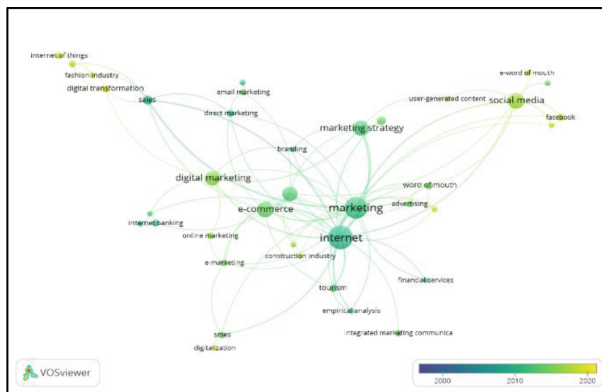 internet of things
e-word of mouth
fashion industry
digital transformation
email marketing
sales
user-generated content
social media
direct marketing
facebook
marketing strategy
branding
digital marketing
word of mouth
advertising
marketing
e-commerce
internet banking
online marketing
internet
construction industry
e-marketing
financial services
tourism
empirical analysis
smes
integrated marketing communica
digitalization
VOSviewer
2000
2010
2020